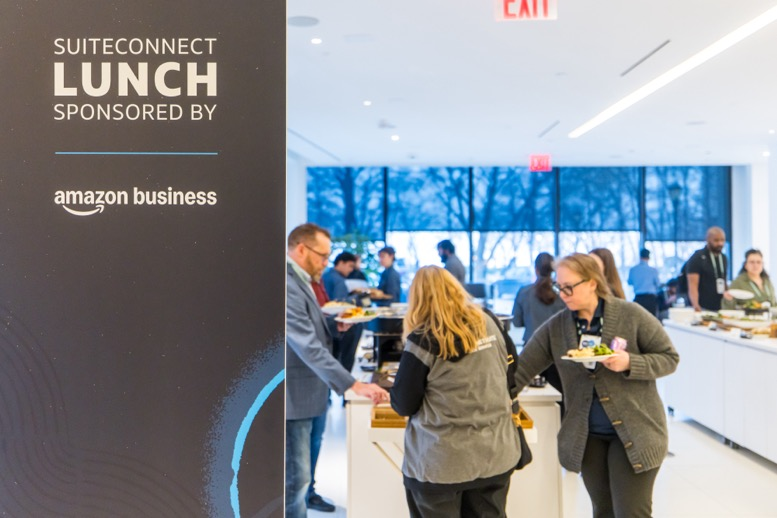 SUITECONNECT
LUNCH
SPONSORED BY
amazon business
EXIT